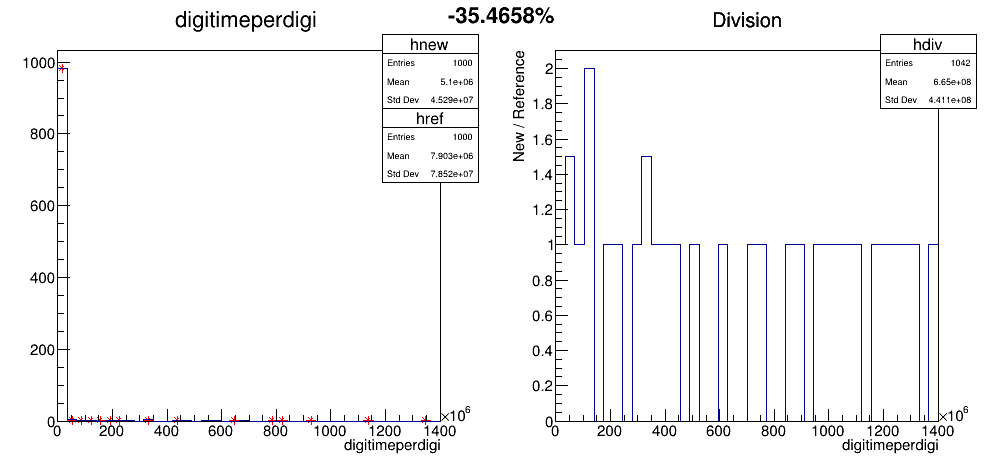 -35.4658%
digitimeperdigi
hnew
Entries 1000
Mean 5.1e+06
Std Dev 4.529e+07
href
Entries 1000
Mean 7.903e+06
Std Dev 7.852e+07
1000
800
600
400
200
0
0 200 400 600 800 1000 1200 1400
×10⁶
digitimeperdigi
Division
hdiv
Entries 1042
Mean 6.65e+08
Std Dev 4.411e+08
New / Reference
2
1.8
1.6
1.4
1.2
1
0.8
0.6
0.4
0.2
0
0 200 400 600 800 1000 1200 1400
×10⁶
digitimeperdigi